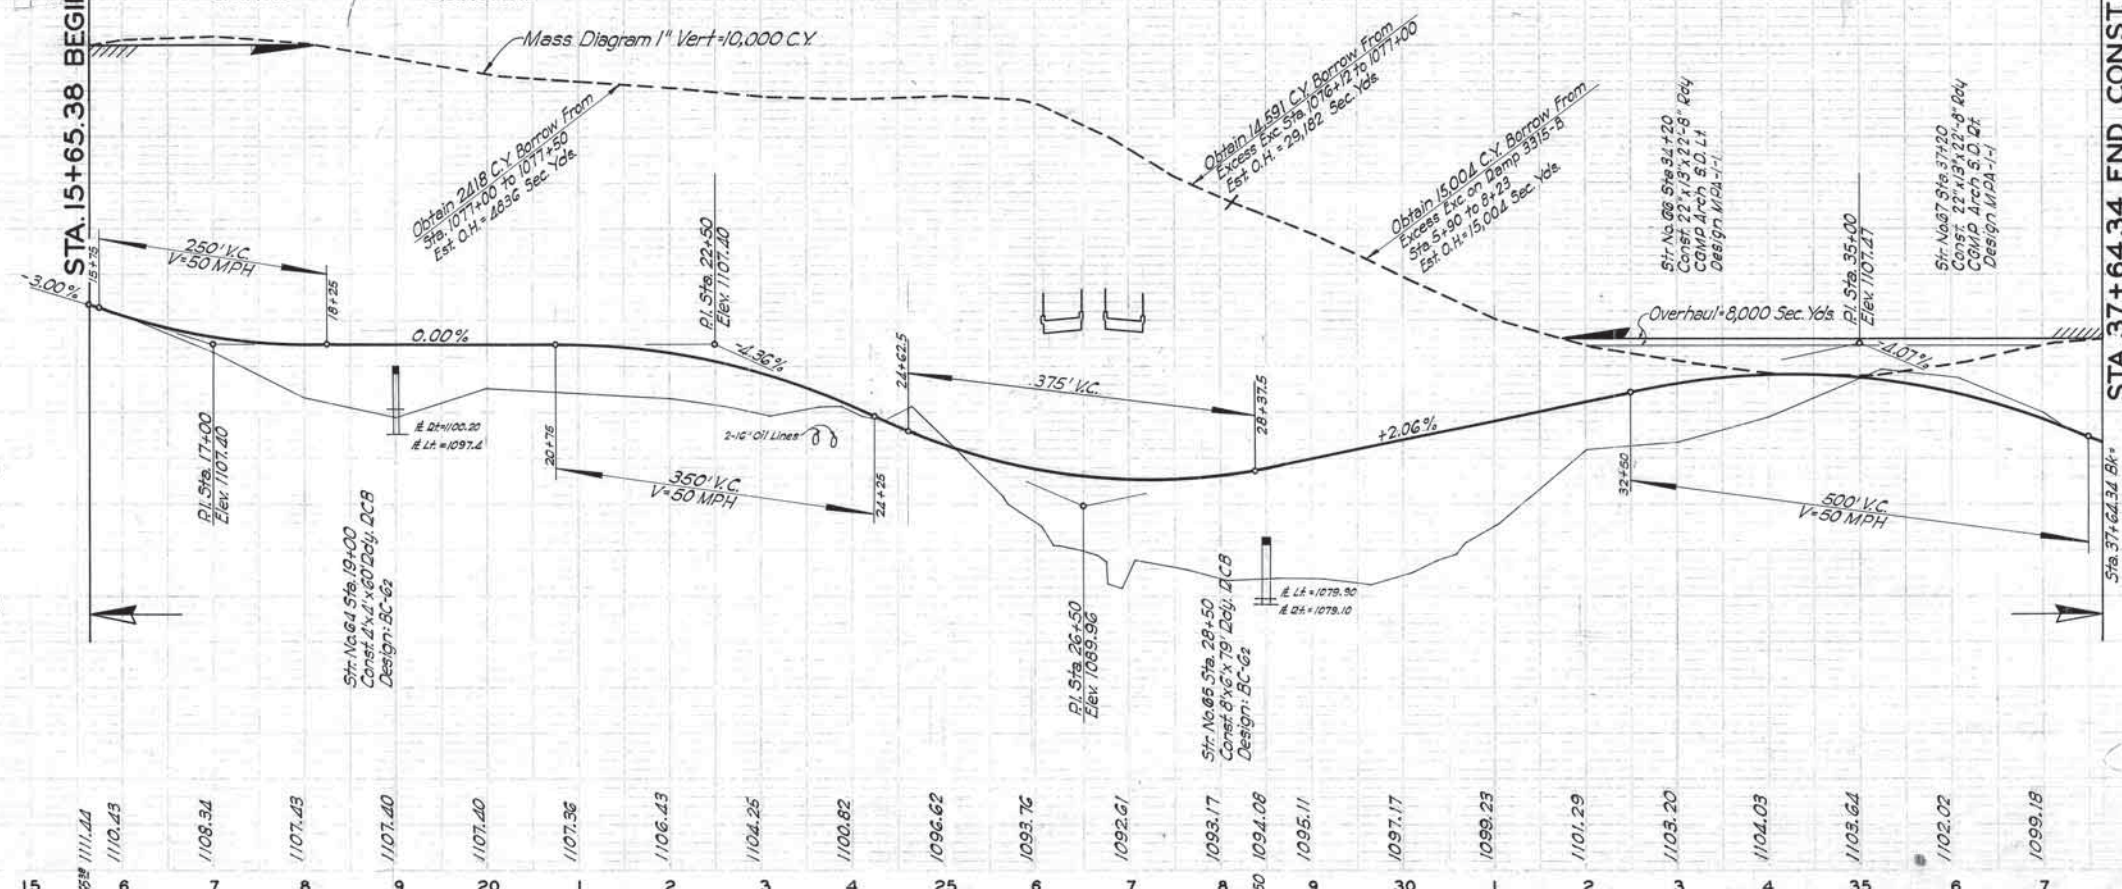 STA. 15+65.38 BEGI
Mass Diagram 1" Vert=10,000 C.Y.
Obtain 2418 C.Y. Borrow From
Sta. 1077+00 to 1077+50
Est. O.H. = 4836 Sec. Yds.
Obtain 14,591 C.Y. Borrow From
Excess Exc. Sta. 1076+12 to 1077+00
Est. O.H. = 29,182 Sec. Yds.
Obtain 15,004 C.Y. Borrow From
Excess Exc. on Ramp 3315-B
Sta 5+90 to 8+23
Est. O.H.=15,004 Sec. Yds.
Str. No.66 Sta 34+20
Const. 22"x13"x22'-8" Rdy
CGMP Arch S.D. Lt.
Design MPA-1-1
P.I. Sta. 35+00
Elev. 1107.47
Str. No.67 Sta. 37+20
Const. 22"x13"x22'-8" Rdy
CGMP Arch S.D. Rt.
Design MPA-1-1
STA 37+64.34 END CONST
Sta. 37+64.34 Bk=
-3.00%
15+75
250' V.C.
V=50 MPH
18+25
0.00%
P.I. Sta. 22+50
Elev. 1107.40
-4.36%
24+62.5
375' V.C.
28+37.5
+2.06%
Overhaul=8,000 Sec. Yds.
-4.07%
P.I. Sta. 17+00
Elev. 1107.40
℄ Rt=1100.20
℄ Lt.=1097.4
20+75
350' V.C.
V=50 MPH
24+25
2-16" Oil Lines
32+50
500' V.C.
V=50 MPH
Str. No.64 Sta. 19+00
Const. 4'x4'x60' Rdy. RCB
Design: BC-62
P.I. Sta 26+50
Elev. 1089.96
Str. No.65 Sta. 28+50
Const. 8'x6'x79' Rdy. RCB
Design: BC-62
℄ Lt.=1079.90
℄ Rt.=1079.10
1111.44
1110.43
1108.34
1107.43
1107.40
1107.40
1107.36
1106.43
1104.25
1100.82
1096.62
1093.76
1092.61
1093.17
1094.08
1095.11
1097.17
1099.23
1101.29
1103.20
1104.03
1103.64
1102.02
1099.18
15 6 7 8 9 20 1 2 3 4 25 6 7 8 50 9 30 1 2 3 4 35 6 7